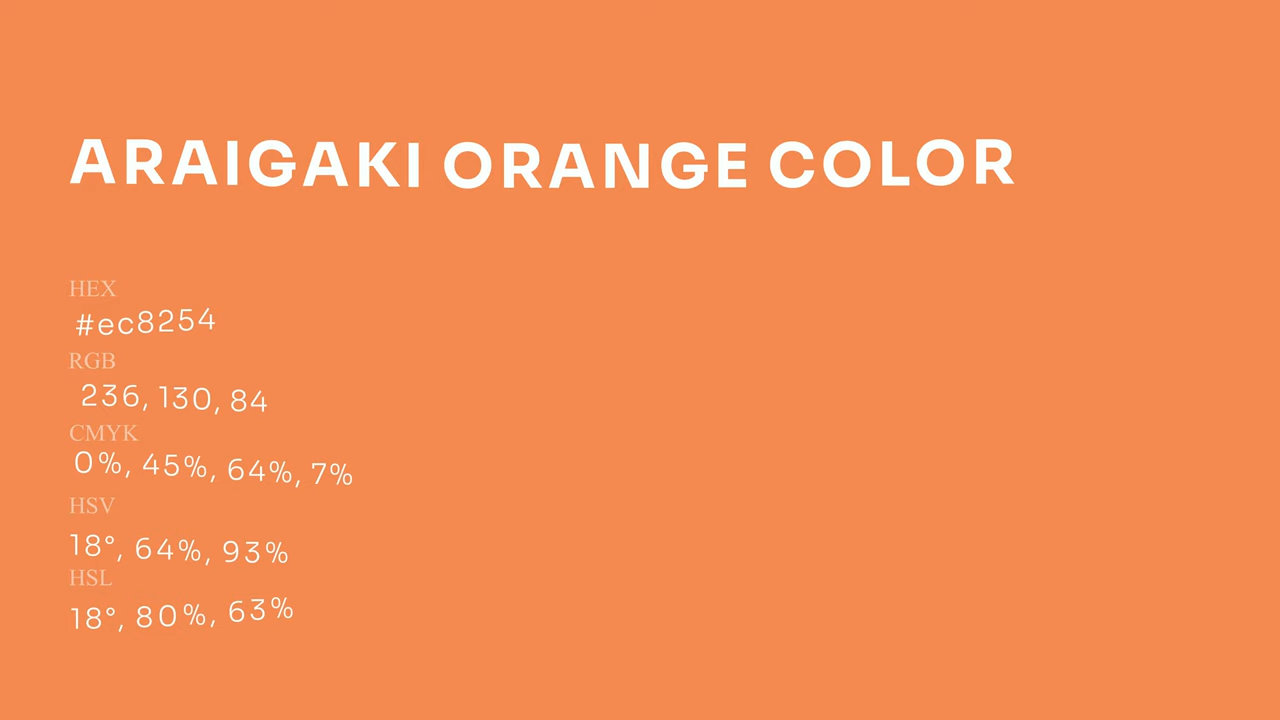 ARAIGAKI ORANGE COLOR
HEX
#ec8254
RGB
236, 130, 84
CMYK
0%, 45%, 64%, 7%
HSV
18°, 64%, 93%
HSL
18°, 80%, 63%